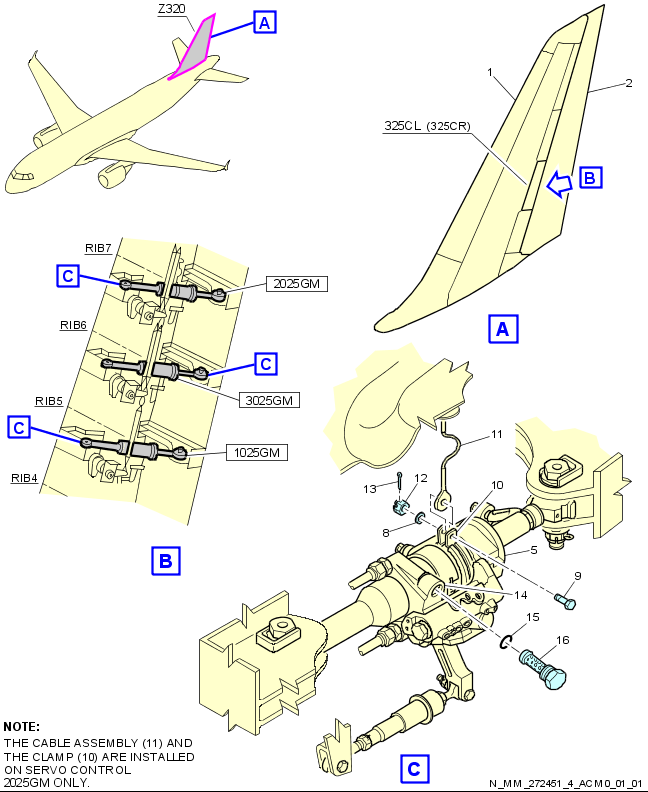 Z320
A
1
2
325CL (325CR)
B
A
RIB7
C
2025GM
RIB6
C
3025GM
RIB5
C
1025GM
RIB4
B
11
13
12
10
8
5
9
14
15
16
C
NOTE:
THE CABLE ASSEMBLY (11) AND
THE CLAMP (10) ARE INSTALLED
ON SERVO CONTROL
2025GM ONLY.
N_MM_272451_4_ACM0_01_01